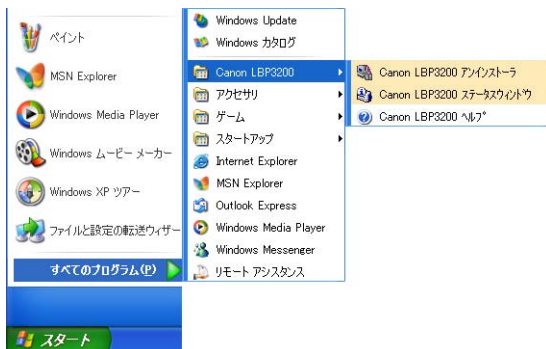 ペイント
MSN Explorer
Windows Media Player
Windows ムービー メーカー
Windows XP ツアー
ファイルと設定の転送ウィザー
すべてのプログラム(P)
スタート
Windows Update
Windows カタログ
Canon LBP3200
アクセサリ
ゲーム
スタートアップ
Internet Explorer
MSN Explorer
Outlook Express
Windows Media Player
Windows Messenger
リモート アシスタンス
Canon LBP3200 アンインストーラ
Canon LBP3200 ステータスウィンドウ
Canon LBP3200 ヘルプ